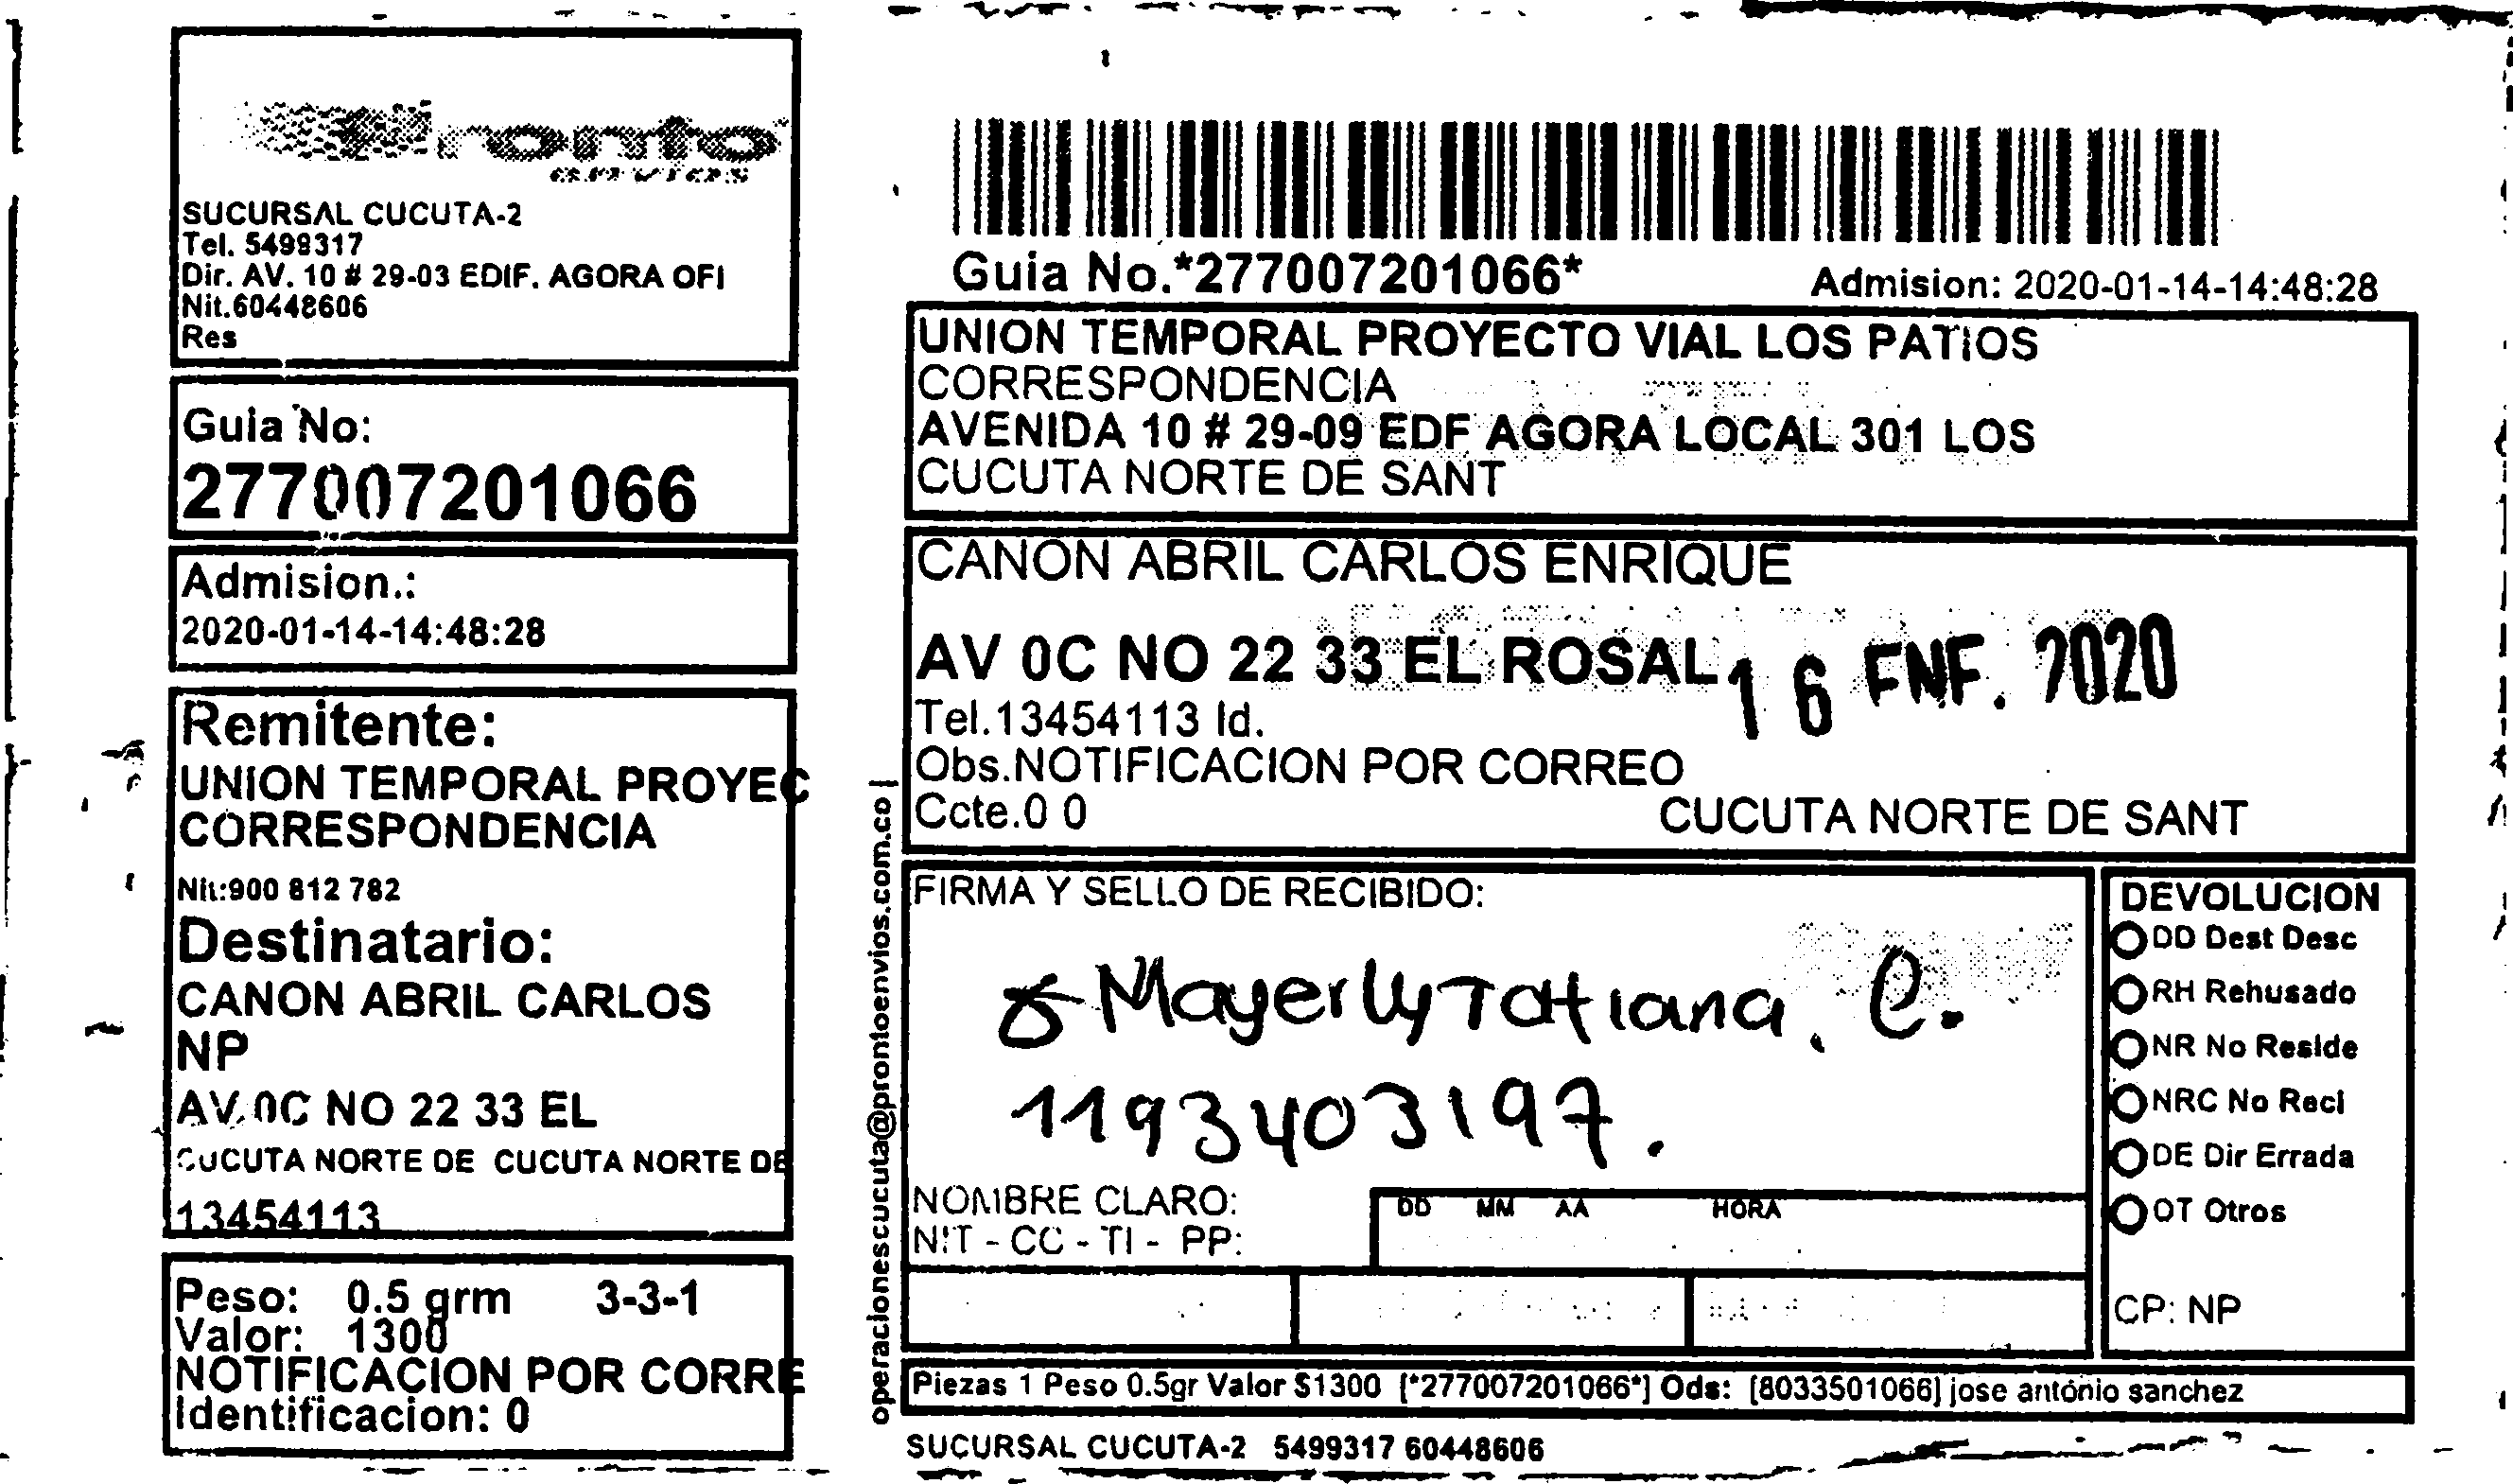 pronto
envios
SUCURSAL CUCUTA-2
Tel. 5499317
Dir. AV. 10 # 29-03 EDIF. AGORA OFI
Nit.60448606
Res
Guia No:
277007201066
Admision.:
2020-01-14-14:48:28
Remitente:
UNION TEMPORAL PROYEC
CORRESPONDENCIA
Nit:900 812 782
Destinatario:
CANON ABRIL CARLOS
NP
AV 0C NO 22 33 EL
CUCUTA NORTE DE CUCUTA NORTE DE
13454113
Peso: 0.5 grm 3-3-1
Valor: 1300
NOTIFICACION POR CORRE
Identificacion: 0
operacionescucuta@prontoenvios.com.co |
Guia No.*277007201066*
Admision: 2020-01-14-14:48:28
UNION TEMPORAL PROYECTO VIAL LOS PATIOS
CORRESPONDENCIA
AVENIDA 10 # 29-09 EDF AGORA LOCAL 301 LOS
CUCUTA NORTE DE SANT
CANON ABRIL CARLOS ENRIQUE
AV 0C NO 22 33 EL ROSAL
16 ENE. 2020
Tel.13454113 Id.
Obs.NOTIFICACION POR CORREO
Ccte.0 0
CUCUTA NORTE DE SANT
FIRMA Y SELLO DE RECIBIDO:
Mayerly Tatiana. C.
1193403197.
NOMBRE CLARO:
NIT - CC - TI - PP:
DD MM AA HORA
DEVOLUCION
DD Dest Desc
RH Rehusado
NR No Reside
NRC No Recl
DE Dir Errada
OT Otros
CP: NP
Piezas 1 Peso 0.5gr Valor $1300 [*277007201066*] Ods: [8033501066] jose antonio sanchez
SUCURSAL CUCUTA-2 5499317 60448606